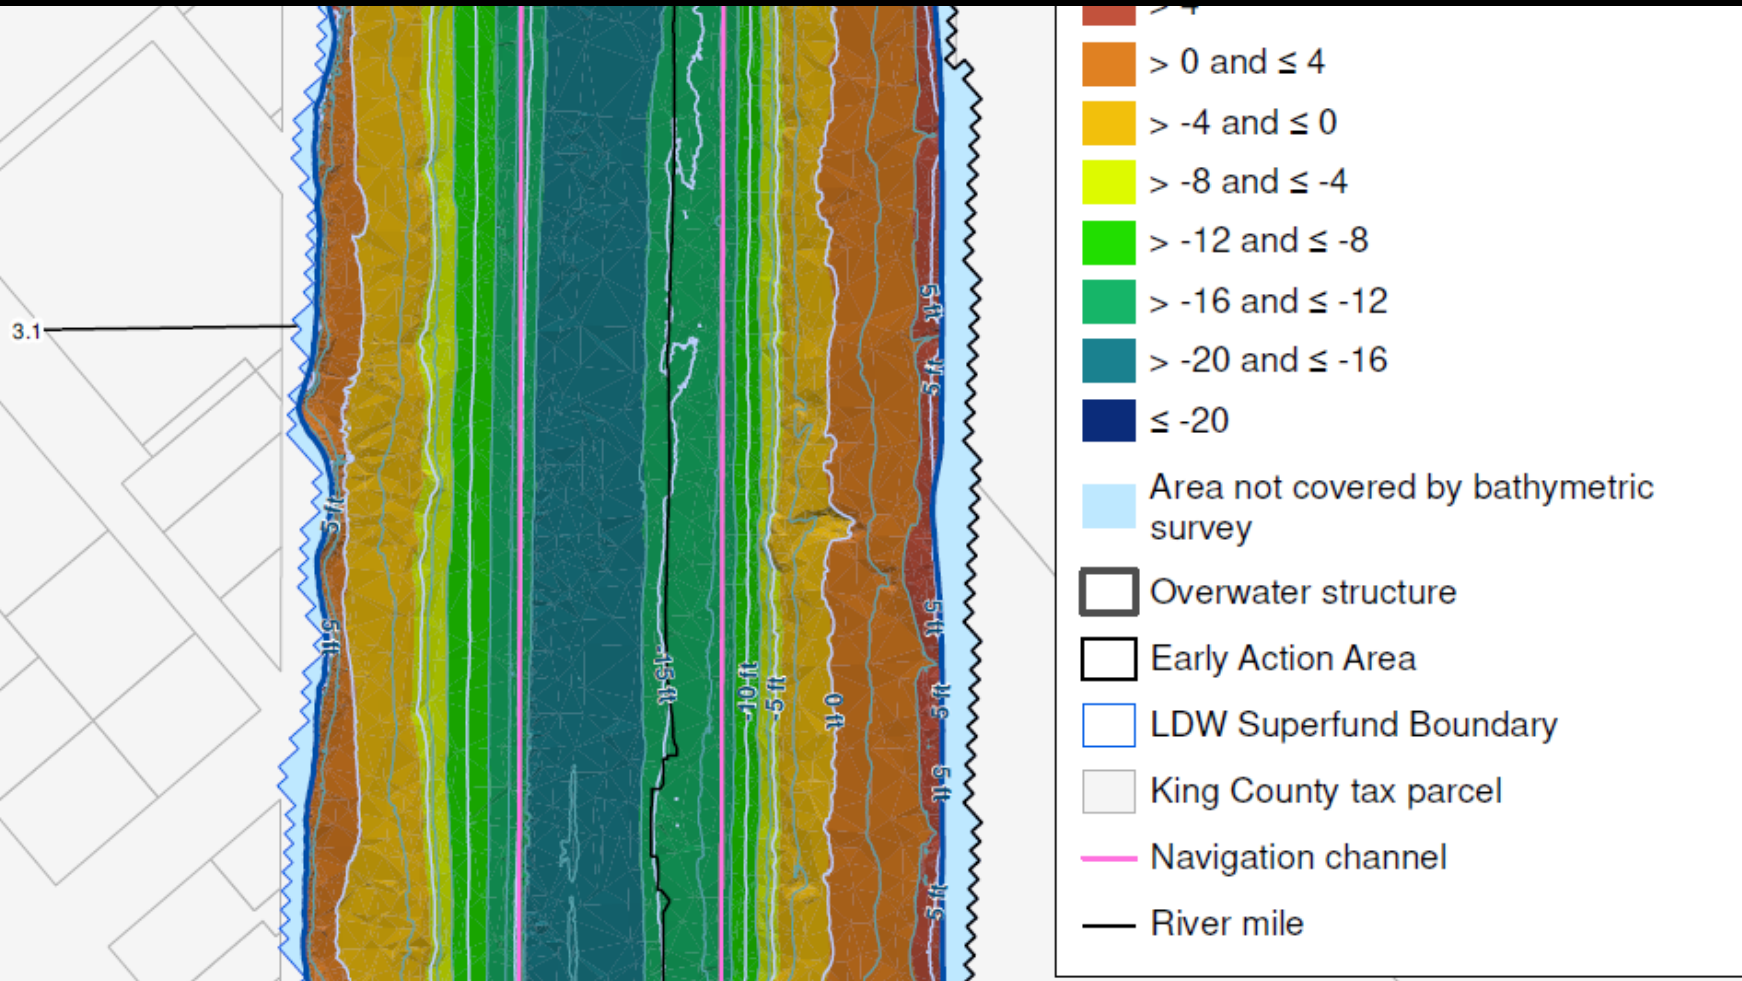 > 4
> 0 and ≤ 4
> -4 and ≤ 0
> -8 and ≤ -4
> -12 and ≤ -8
> -16 and ≤ -12
> -20 and ≤ -16
≤ -20
Area not covered by bathymetric
survey
Overwater structure
Early Action Area
LDW Superfund Boundary
King County tax parcel
Navigation channel
River mile
3.1
5 ft
5 ft
5 ft
5 ft
-15 ft
-10 ft
-5 ft
0 ft
5 ft
5 ft
5 ft
5 ft